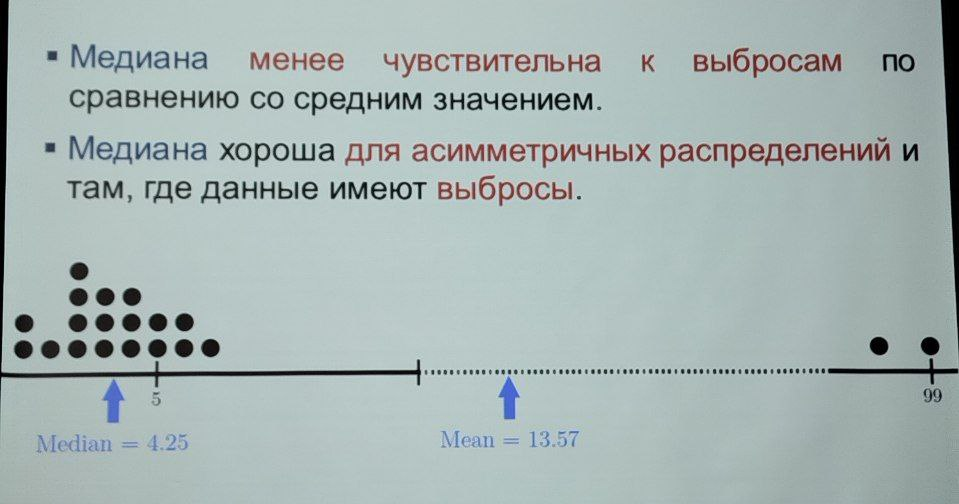 ▪ Медиана менее чувствительна к выбросам по
сравнению со средним значением.
▪ Медиана хороша для асимметричных распределений и
там, где данные имеют выбросы.
5
99
Median = 4.25
Mean = 13.57